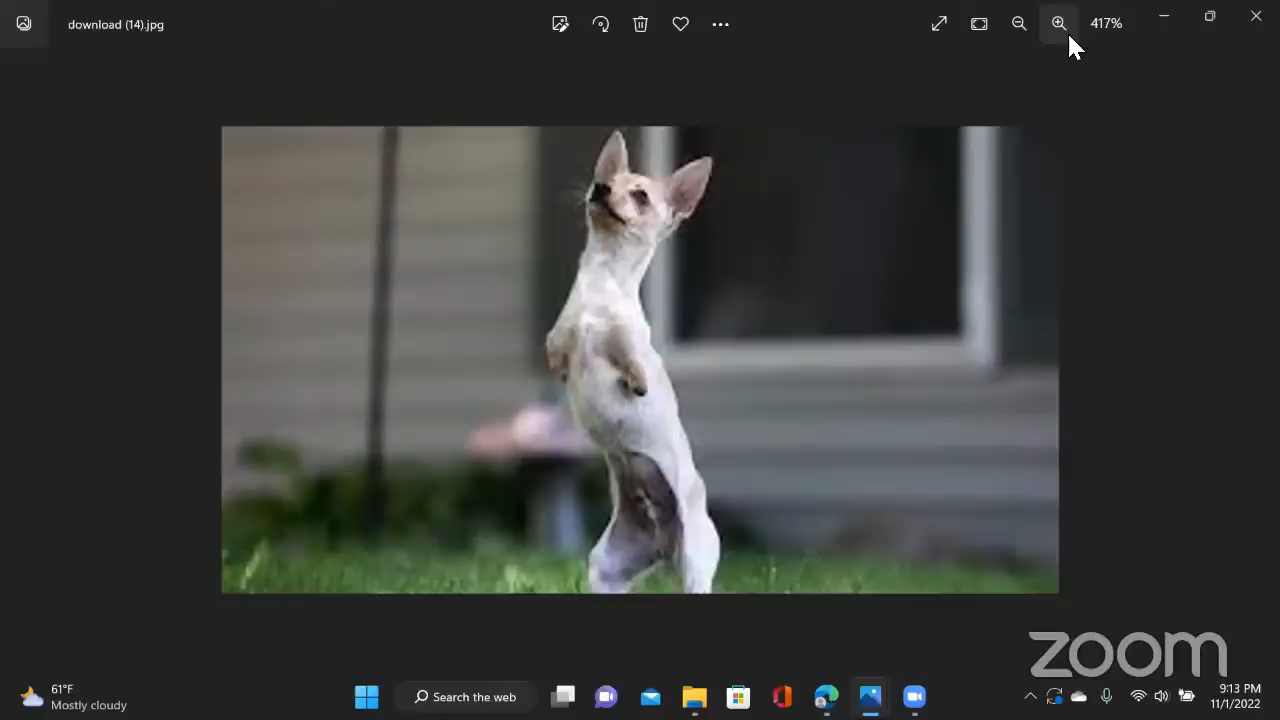 download (14).jpg
417%
zoom
61°F
Mostly cloudy
Search the web
9:13 PM
11/1/2022